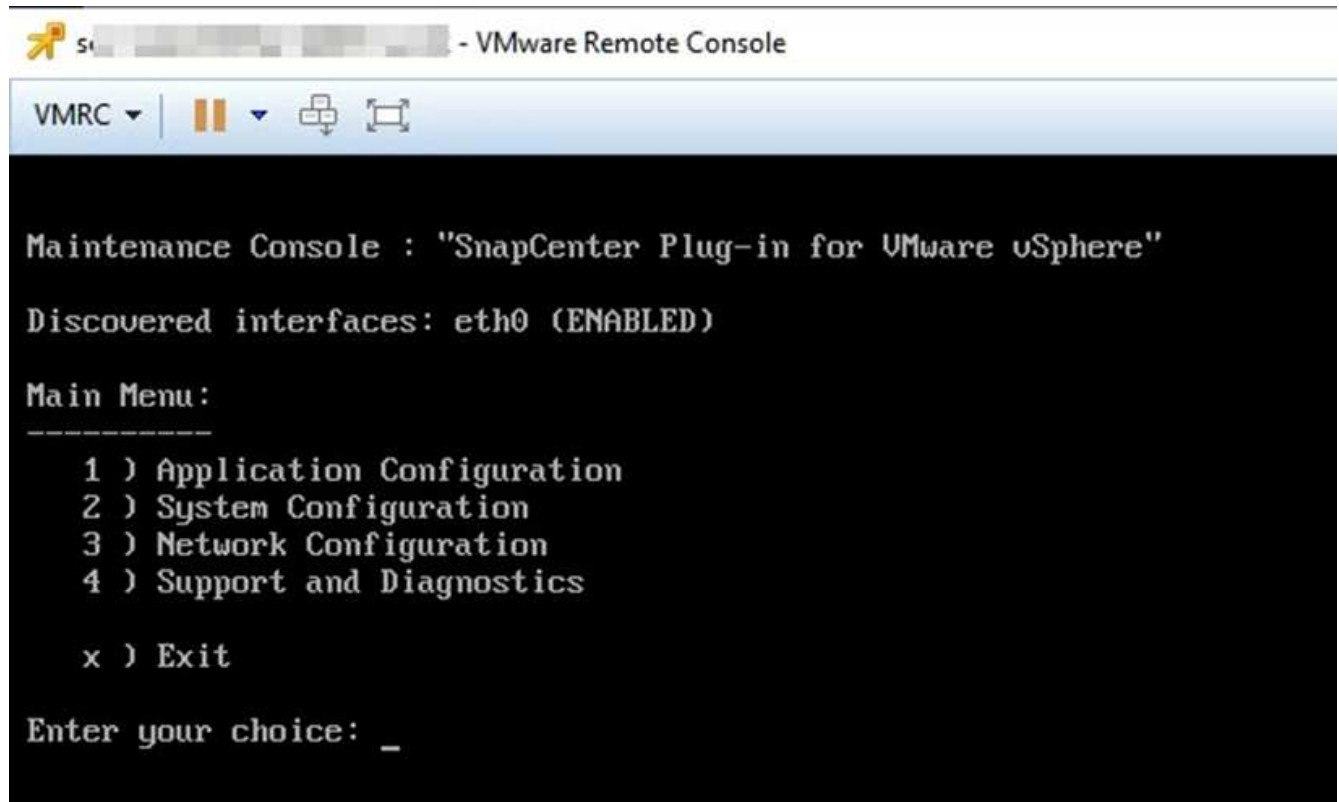 - VMware Remote Console
VMRC
Maintenance Console : "SnapCenter Plug-in for VMware vSphere"
Discovered interfaces: eth0 (ENABLED)
Main Menu:
----------
1 ) Application Configuration
2 ) System Configuration
3 ) Network Configuration
4 ) Support and Diagnostics
x ) Exit
Enter your choice: _